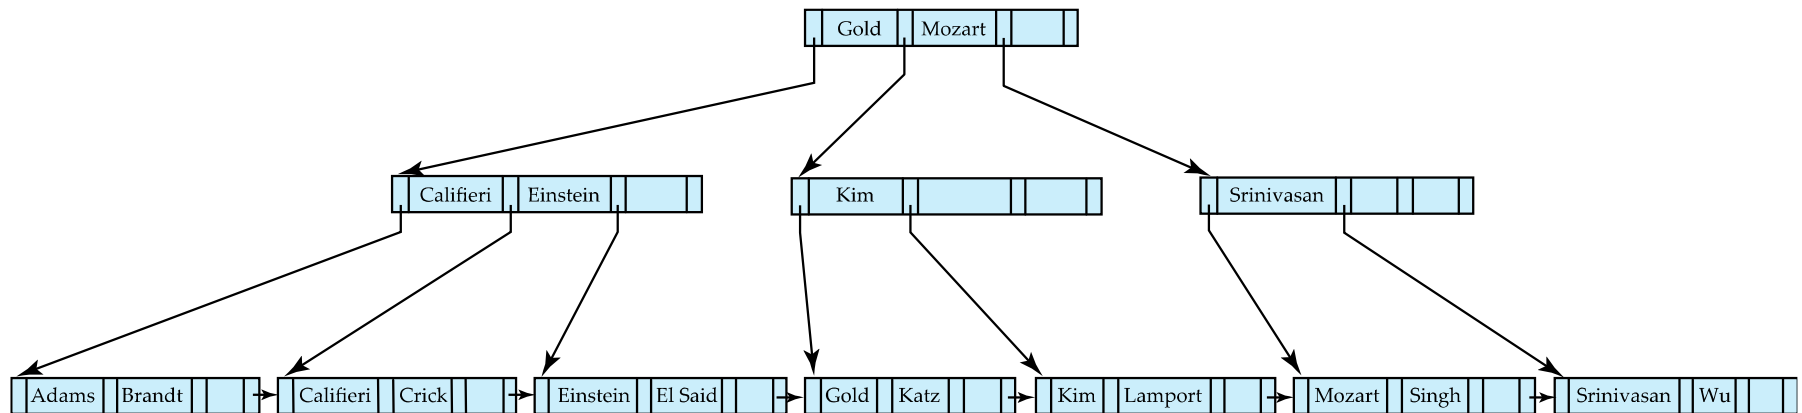 Gold Mozart
Califieri Einstein Kim Srinivasan
Adams Brandt Califieri Crick Einstein El Said Gold Katz Kim Lamport Mozart Singh Srinivasan Wu